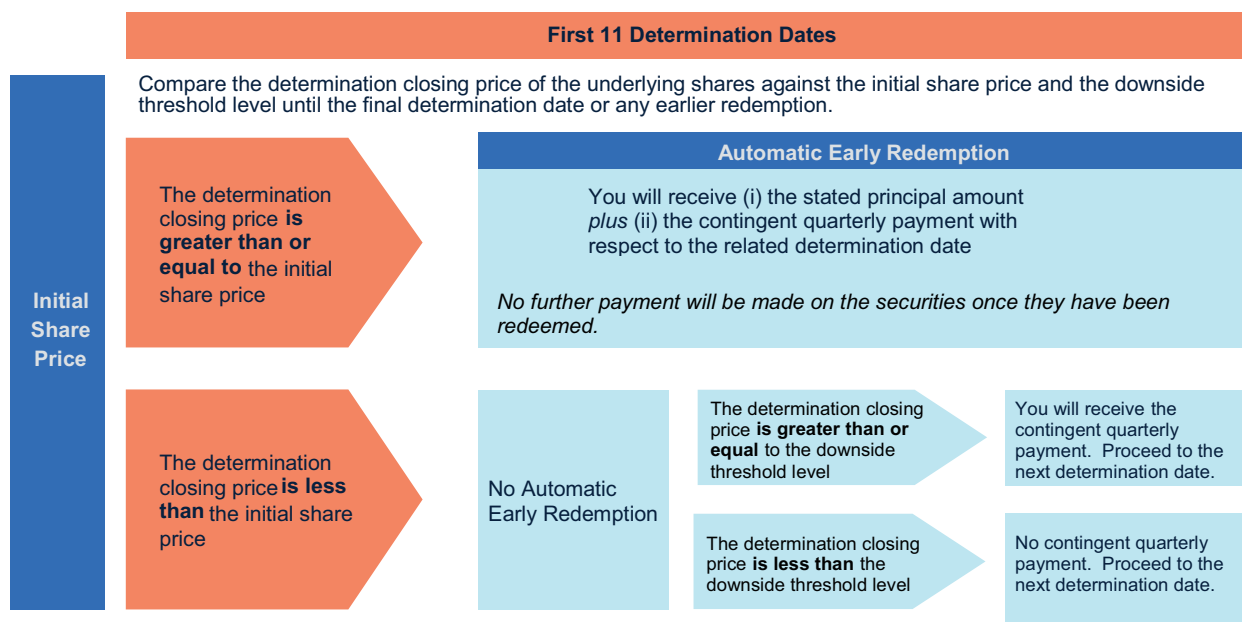 First 11 Determination Dates
Compare the determination closing price of the underlying shares against the initial share price and the downside
threshold level until the final determination date or any earlier redemption.
Initial
Share
Price
The determination
closing price is
greater than or
equal to the initial
share price
Automatic Early Redemption
You will receive (i) the stated principal amount
plus (ii) the contingent quarterly payment with
respect to the related determination date
No further payment will be made on the securities once they have been
redeemed.
The determination
closing price is less
than the initial share
price
No Automatic
Early Redemption
The determination closing
price is greater than or
equal to the downside
threshold level
You will receive the
contingent quarterly
payment. Proceed to the
next determination date.
The determination closing
price is less than the
downside threshold level
No contingent quarterly
payment. Proceed to the
next determination date.